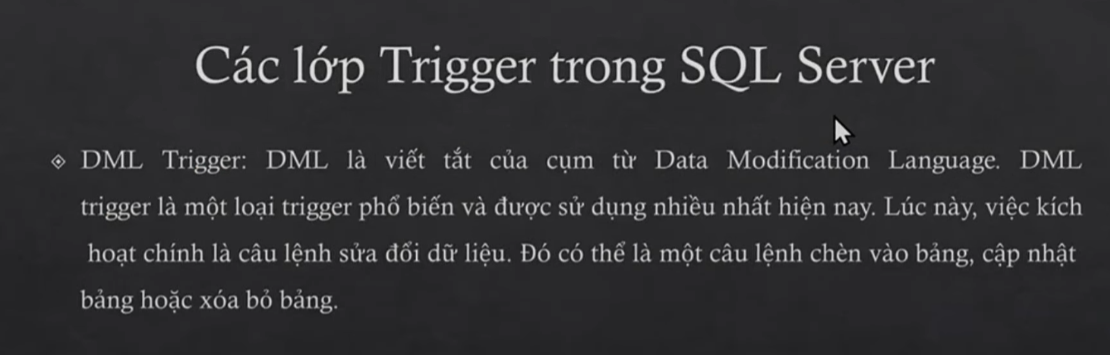 Các lớp Trigger trong SQL Server
DML Trigger: DML là viết tắt của cụm từ Data Modification Language. DML
trigger là một loại trigger phổ biến và được sử dụng nhiều nhất hiện nay. Lúc này, việc kích
hoạt chính là câu lệnh sửa đổi dữ liệu. Đó có thể là một câu lệnh chèn vào bảng, cập nhật
bảng hoặc xóa bỏ bảng.